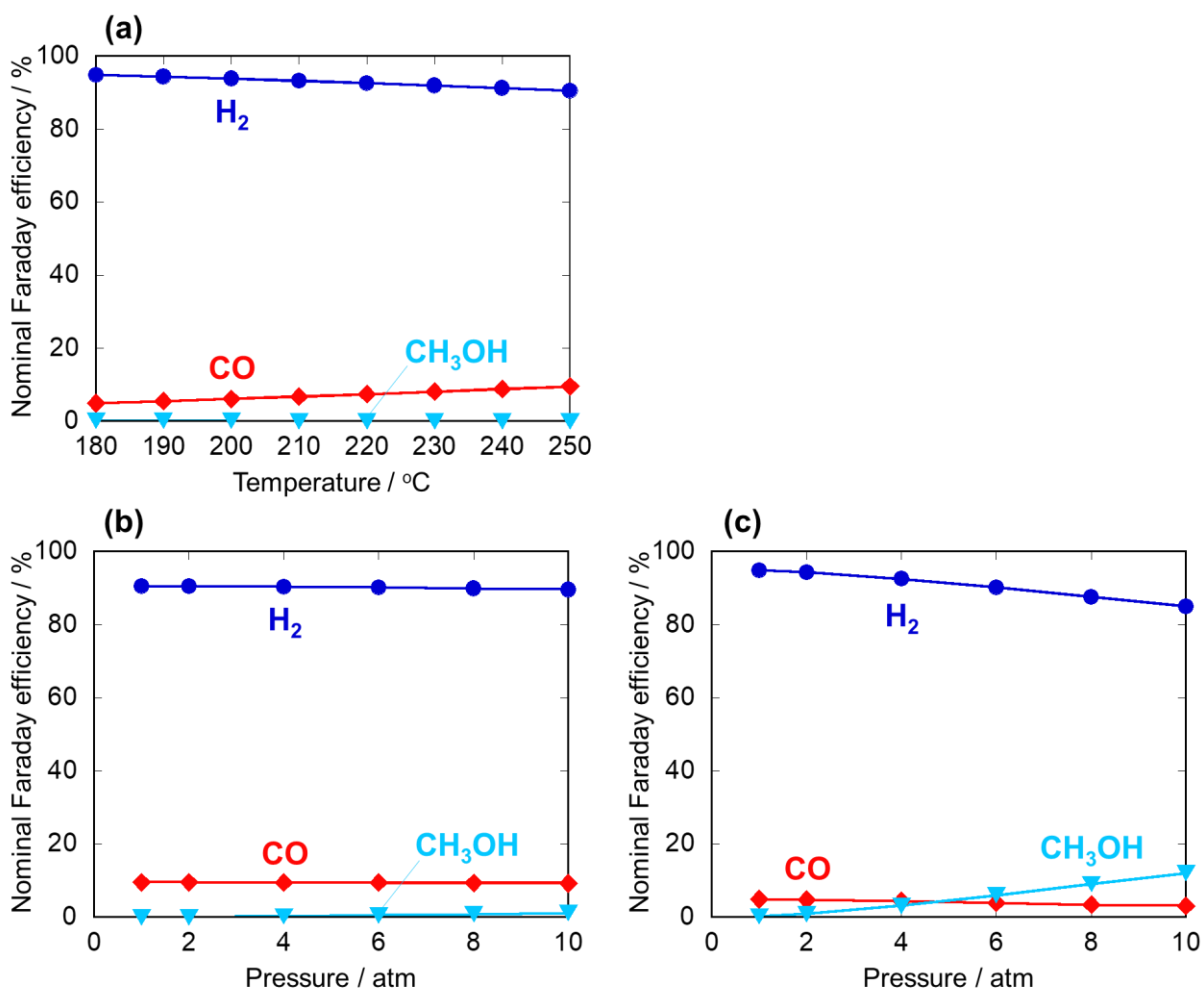 (a)
Nominal Faraday efficiency / %
100
80
60
40
20
0
H₂
CO
CH₃OH
180 190 200 210 220 230 240 250
Temperature / °C
(b)
Nominal Faraday efficiency / %
100
80
60
40
20
0
H₂
CO
CH₃OH
0 2 4 6 8 10
Pressure / atm
(c)
Nominal Faraday efficiency / %
100
80
60
40
20
0
H₂
CO
CH₃OH
0 2 4 6 8 10
Pressure / atm